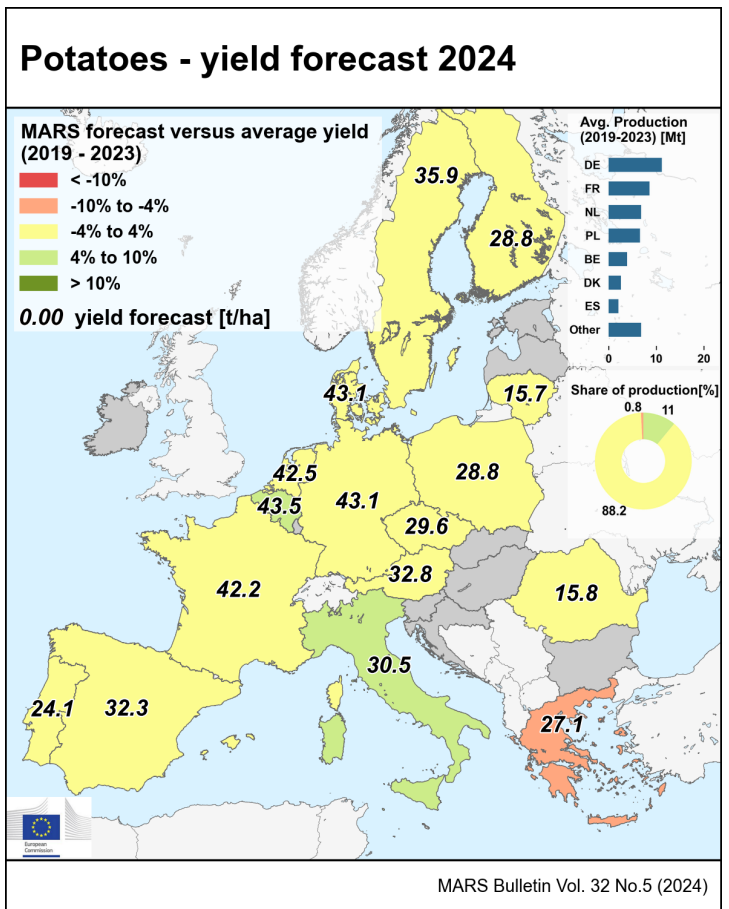 Potatoes - yield forecast 2024
MARS forecast versus average yield
(2019 - 2023)
< -10%
-10% to -4%
-4% to 4%
4% to 10%
> 10%
0.00 yield forecast [t/ha]
Avg. Production
(2019-2023) [Mt]
DE
FR
NL
PL
BE
DK
ES
Other
0 10 20
Share of production[%]
0.8 11
88.2
35.9
28.8
43.1
15.7
42.5
43.5
43.1
28.8
29.6
32.8
42.2
15.8
30.5
24.1
32.3
27.1
European
Commission
MARS Bulletin Vol. 32 No.5 (2024)